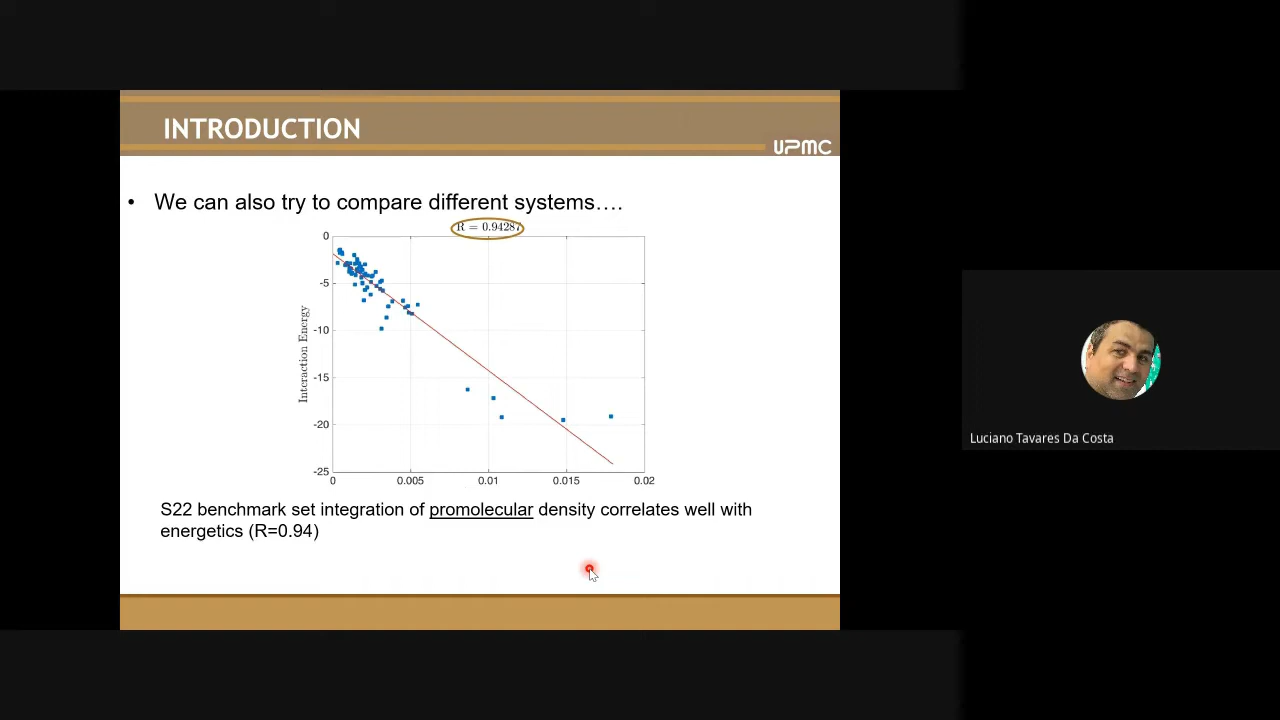 INTRODUCTION
UPMC
• We can also try to compare different systems….
R = 0.94287
0
-5
-10
-15
-20
-25
Interaction Energy
0 0.005 0.01 0.015 0.02
S22 benchmark set integration of promolecular density correlates well with
energetics (R=0.94)
Luciano Tavares Da Costa